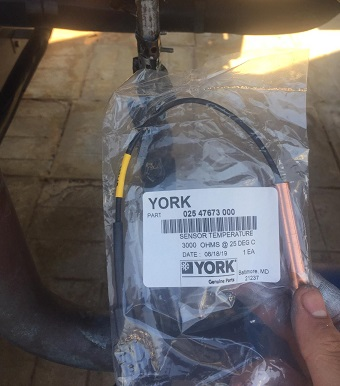 YORK
PART 025 47673 000
SENSOR TEMPERATURE
3000 OHMS @ 25 DEG C
DATE : 08/18/19 1 EA
YORK®
Genuine Parts Baltimore, MD
21237